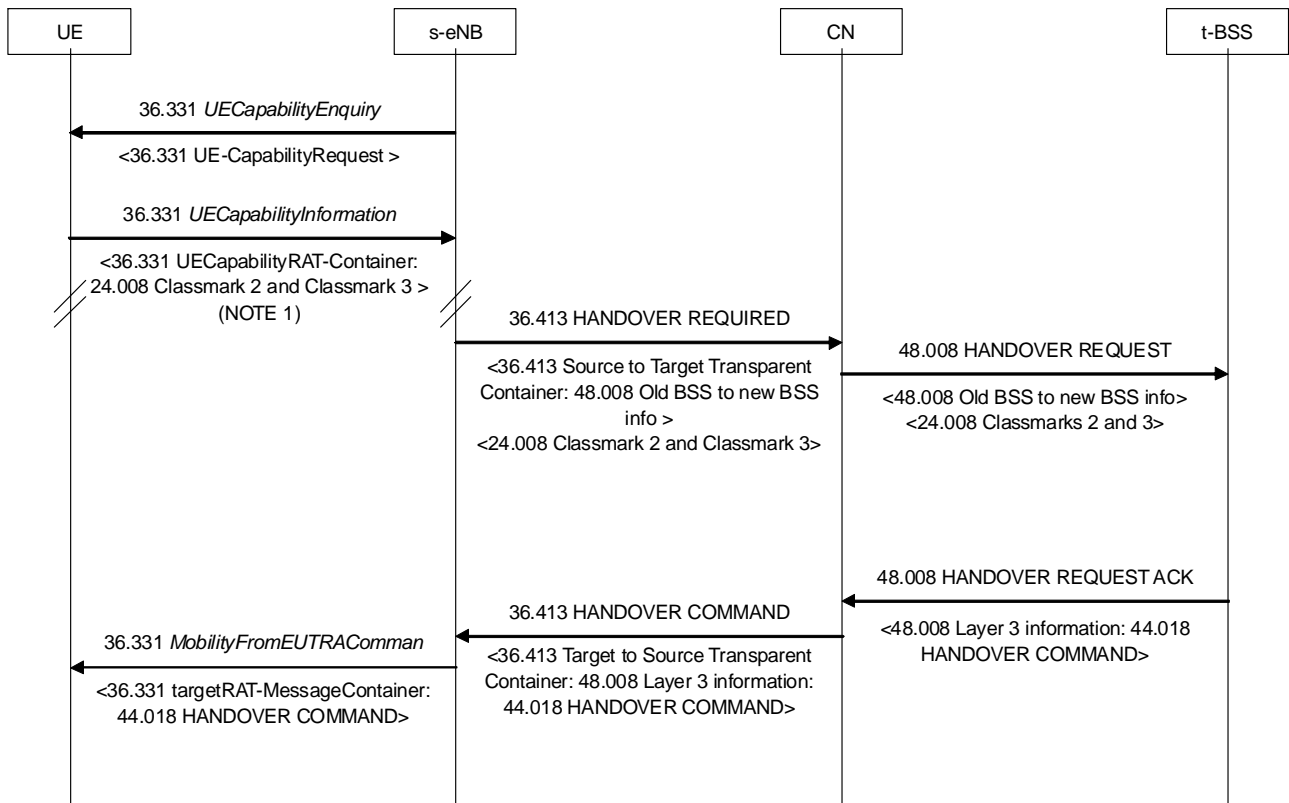 UE
s-eNB
CN
t-BSS
36.331 UECapabilityEnquiry
<36.331 UE-CapabilityRequest >
36.331 UECapabilityInformation
<36.331 UECapabilityRAT-Container:
24.008 Classmark 2 and Classmark 3 >
(NOTE 1)
36.413 HANDOVER REQUIRED
<36.413 Source to Target Transparent
Container: 48.008 Old BSS to new BSS
info >
<24.008 Classmark 2 and Classmark 3>
48.008 HANDOVER REQUEST
<48.008 Old BSS to new BSS info>
<24.008 Classmarks 2 and 3>
48.008 HANDOVER REQUEST ACK
<48.008 Layer 3 information: 44.018
HANDOVER COMMAND>
36.413 HANDOVER COMMAND
<36.413 Target to Source Transparent
Container: 48.008 Layer 3 information:
44.018 HANDOVER COMMAND>
36.331 MobilityFromEUTRAComman
<36.331 targetRAT-MessageContainer:
44.018 HANDOVER COMMAND>